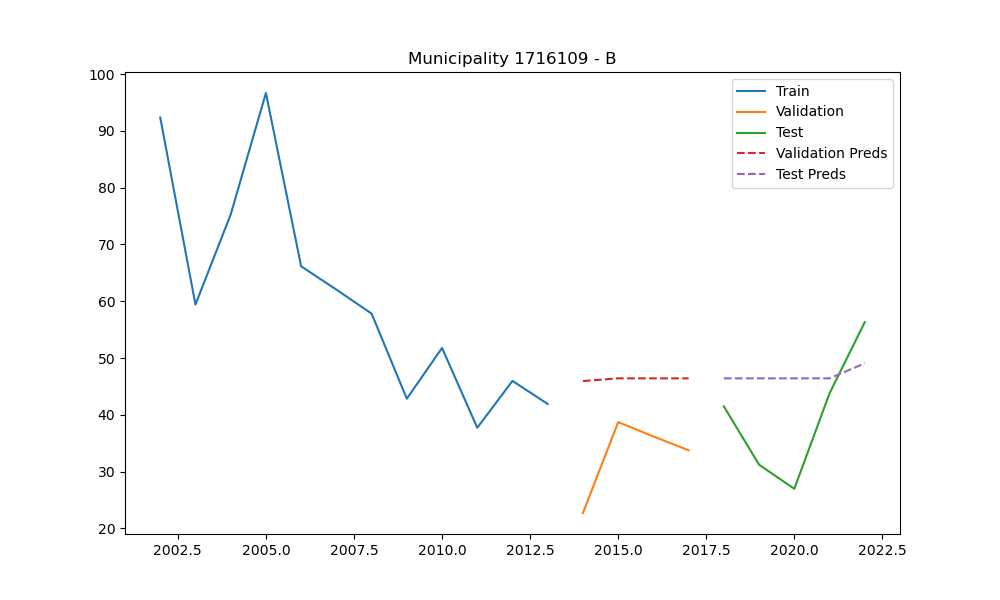 Municipality 1716109 - B
100
90
80
70
60
50
40
30
20
2002.5 2005.0 2007.5 2010.0 2012.5 2015.0 2017.5 2020.0 2022.5
Train
Validation
Test
Validation Preds
Test Preds